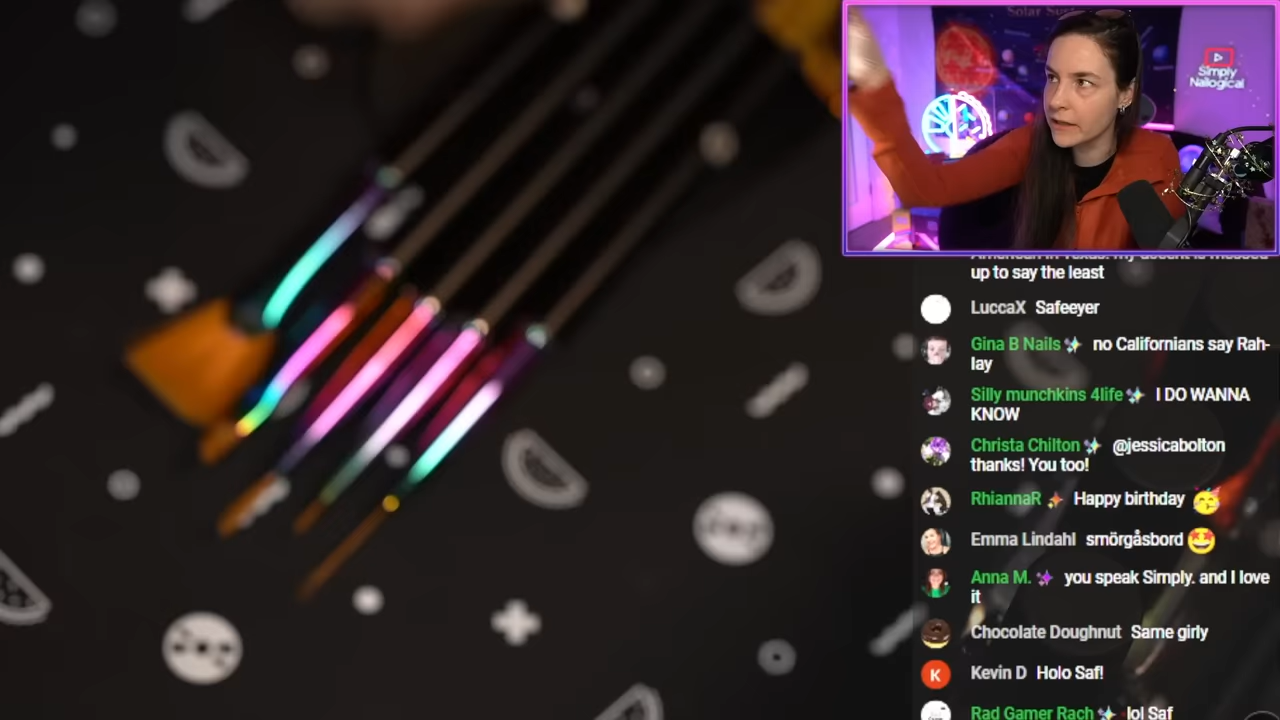 Solar Sys
Simply
Nailogical
up to say the least
LuccaX Safeeyer
Gina B Nails no Californians say Rah-
lay
Silly munchkins 4life I DO WANNA
KNOW
Christa Chilton @jessicabolton
thanks! You too!
RhiannaR Happy birthday
Emma Lindahl smörgåsbord
Anna M. you speak Simply. and I love
it
Chocolate Doughnut Same girly
K
Kevin D Holo Saf!
Rad Gamer Rach lol Saf